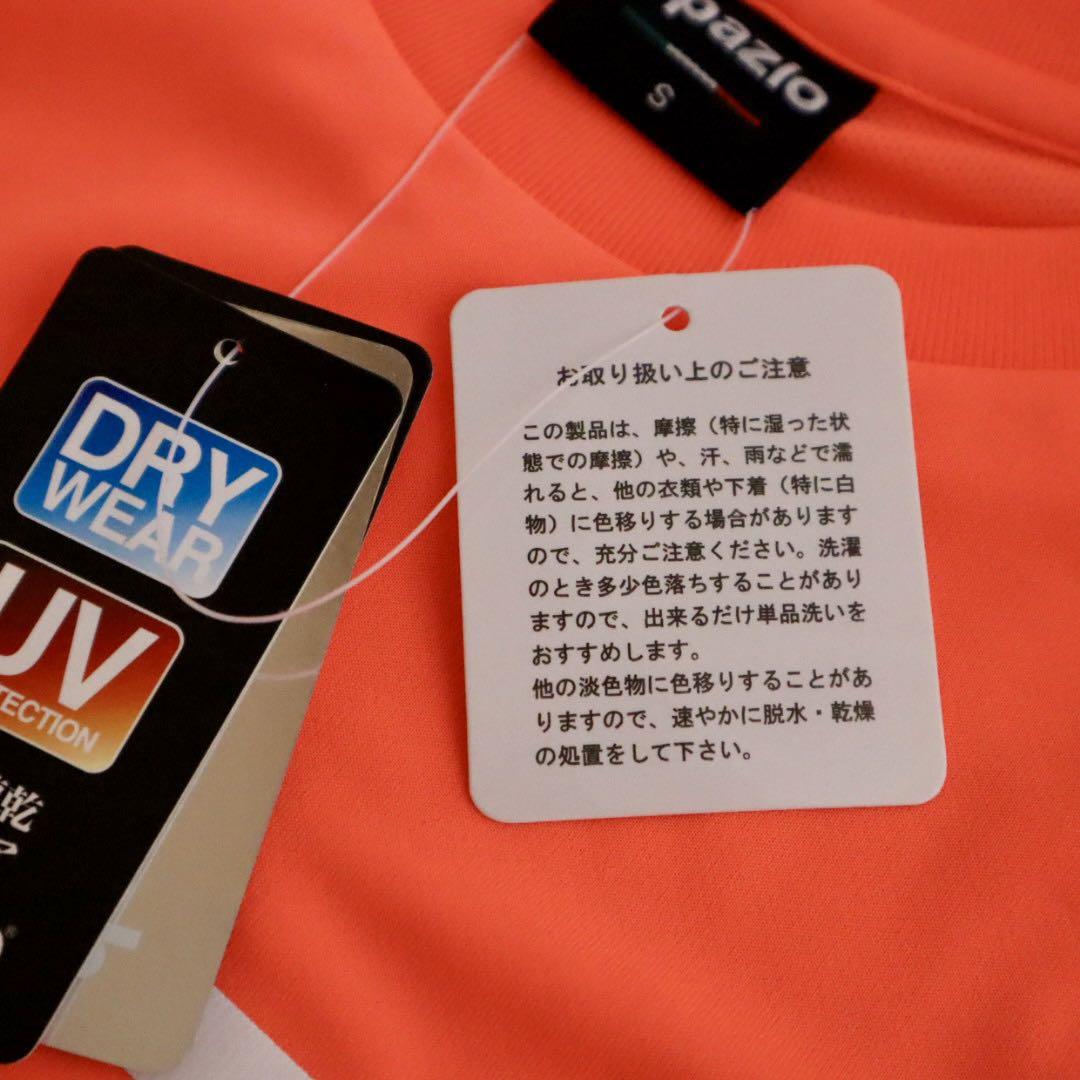 pazlo
S
DRY
WEAR
UV
TECTION
乾
お取り扱い上のご注意
この製品は、摩擦（特に湿った状
態での摩擦）や、汗、雨などで濡
れると、他の衣類や下着（特に白
物）に色移りする場合があります
ので、充分ご注意ください。洗濯
のとき多少色落ちすることがあり
ますので、出来るだけ単品洗いを
おすすめします。
他の淡色物に色移りすることがあ
りますので、速やかに脱水・乾燥
の処置をして下さい。